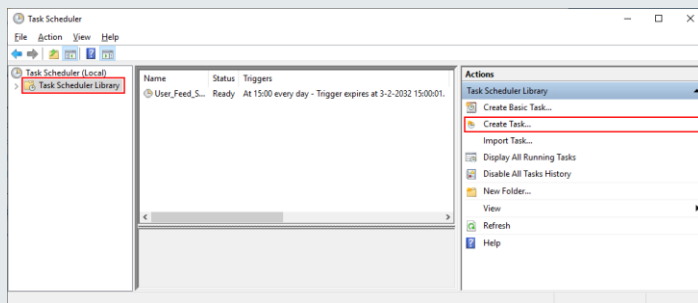 Task Scheduler
File Action View Help
Task Scheduler (Local)
Task Scheduler Library
Name Status Triggers
User_Feed_S... Ready At 15:00 every day - Trigger expires at 3-2-2032 15:00:01.
Actions
Task Scheduler Library
Create Basic Task...
Create Task...
Import Task...
Display All Running Tasks
Disable All Tasks History
New Folder...
View
Refresh
Help